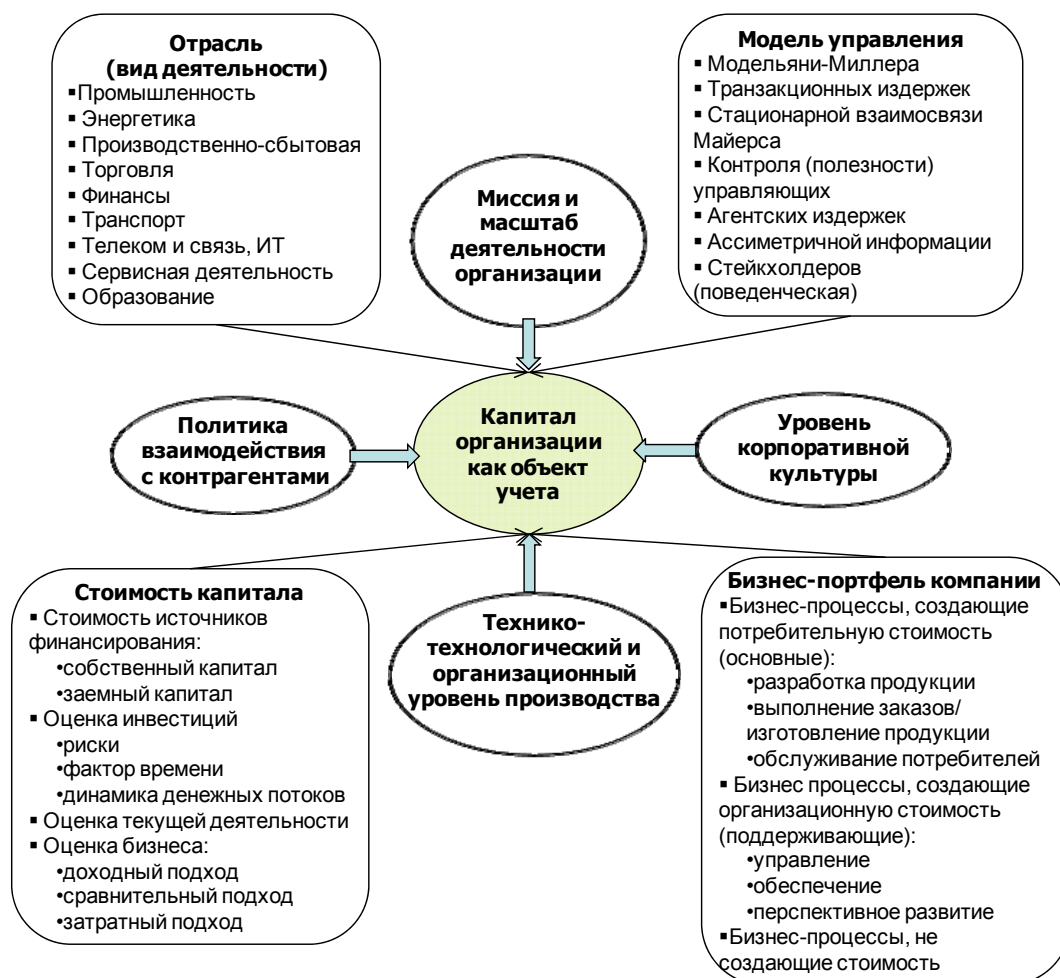 Отрасль
(вид деятельности)
▪Промышленность
▪ Энергетика
▪ Производственно-сбытовая
▪ Торговля
▪ Финансы
▪ Транспорт
▪ Телеком и связь, ИТ
▪ Сервисная деятельность
▪ Образование
Миссия и
масштаб
деятельности
организации
Модель управления
▪ Модельяни-Миллера
▪ Транзакционных издержек
▪ Стационарной взаимосвязи
Майерса
▪ Контроля (полезности)
управляющих
▪ Агентских издержек
▪ Ассиметричной информации
▪ Стейкхолдеров
(поведенческая)
Политика
взаимодействия
с контрагентами
Капитал
организации
как объект
учета
Уровень
корпоративной
культуры
Стоимость капитала
▪ Стоимость источников
финансирования:
•собственный капитал
•заемный капитал
▪ Оценка инвестиций
•риски
•фактор времени
•динамика денежных потоков
▪ Оценка текущей деятельности
▪ Оценка бизнеса:
•доходный подход
•сравнительный подход
•затратный подход
Технико-
технологический и
организационный
уровень производства
Бизнес-портфель компании
▪Бизнес-процессы, создающие
потребительную стоимость
(основные):
•разработка продукции
•выполнение заказов/
изготовление продукции
•обслуживание потребителей
▪ Бизнес процессы, создающие
организационную стоимость
(поддерживающие):
•управление
•обеспечение
•перспективное развитие
▪Бизнес-процессы, не
создающие стоимость